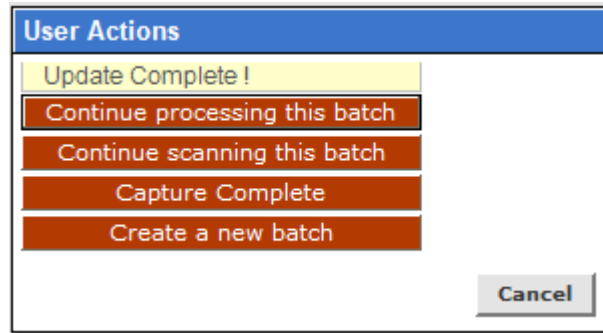 User Actions
Update Complete !
Continue processing this batch
Continue scanning this batch
Capture Complete
Create a new batch
Cancel